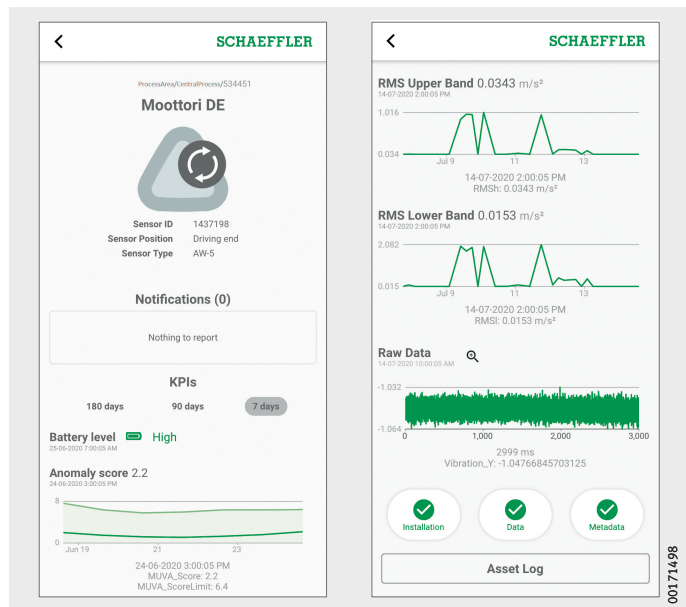 SCHAEFFLER
ProcessArea/CentralProcess/534451
Moottori DE
Sensor ID 1437198
Sensor Position Driving end
Sensor Type AW-5
Notifications (0)
Nothing to report
KPIs
180 days 90 days 7 days
Battery level High
25-06-2020 7:00:05 AM
Anomaly score 2.2
24-06-2020 3:00:05 PM
8
0
Jun 19 21 23
24-06-2020 3:00:05 PM
MUVA_Score: 2.2
MUVA_ScoreLimit: 6.4
SCHAEFFLER
RMS Upper Band 0.0343 m/s²
14-07-2020 2:00:05 PM
1.016
0.034
Jul 9 11 13
14-07-2020 2:00:05 PM
RMSh: 0.0343 m/s²
RMS Lower Band 0.0153 m/s²
14-07-2020 2:00:05 PM
2.082
0.015
Jul 9 11 13
14-07-2020 2:00:05 PM
RMSl: 0.0153 m/s²
Raw Data
14-07-2020 10:00:05 AM
-1.032
-1.064
0 1,000 2,000 3,000
2999 ms
Vibration_Y: -1.04766845703125
Installation Data Metadata
Asset Log
00171498